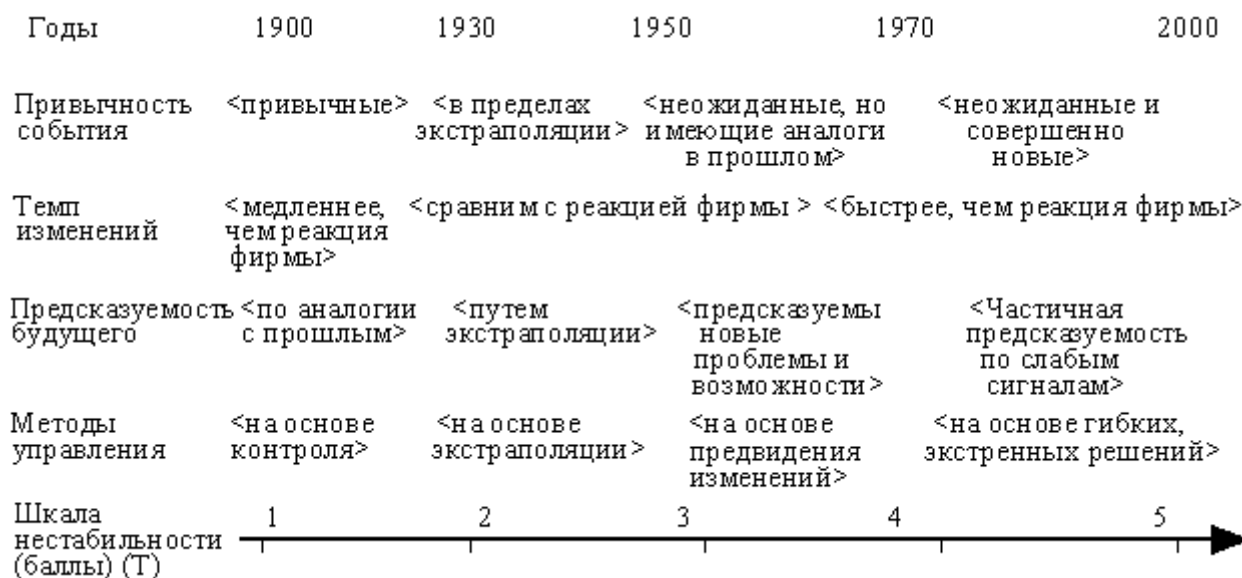 Годы 1900 1930 1950 1970 2000
Привычность <привычные> <в пределах <неожиданные, но <неожиданные и
события экстраполяции> имеющие аналоги совершенно
в прошлом> новые>
Темп <медленнее, <сравним с реакцией фирмы > <быстрее, чем реакция фирмы>
изменений чем реакция
фирмы>
Предсказуемость <по аналогии <путем <предсказуемы <Частичная
будущего с прошлым> экстраполяции> новые предсказуемость
проблемы и по слабым
возможности> сигналам>
Методы <на основе <на основе <на основе <на основе гибких,
управления контроля> экстраполяции> предвидения экстренных решений>
изменений>
Шкала 1 2 3 4 5
нестабильности
(баллы) (Т)